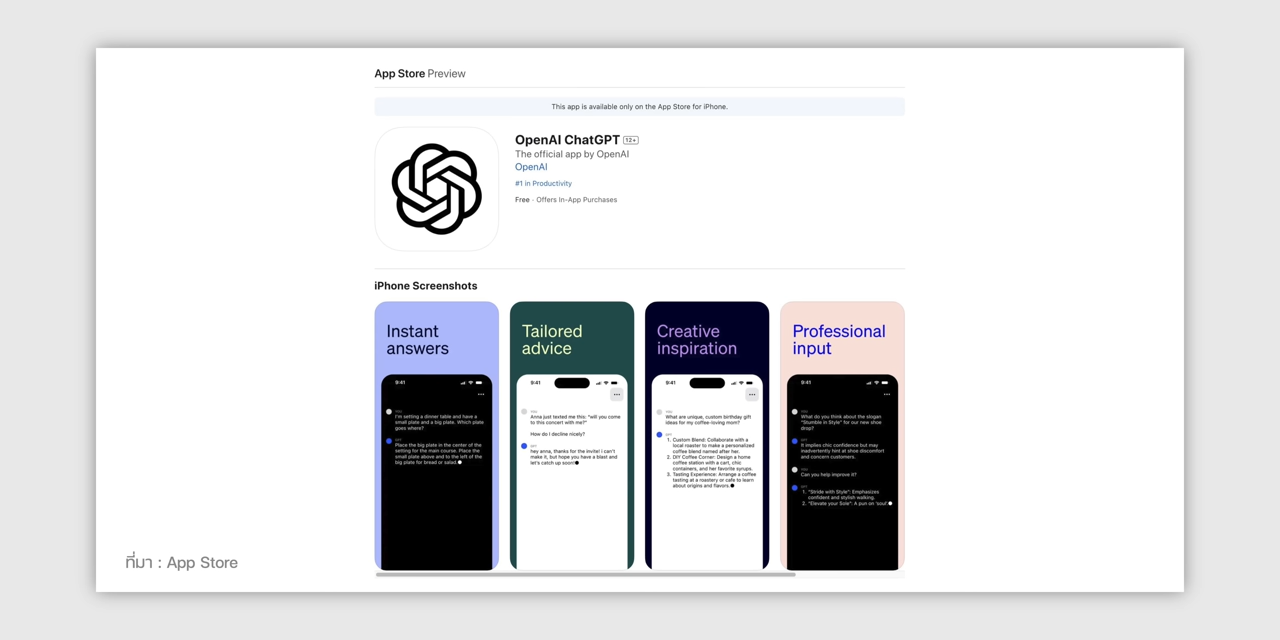 App Store Preview
This app is available only on the App Store for iPhone.
OpenAI ChatGPT 12+
The official app by OpenAI
OpenAI
#1 in Productivity
Free · Offers In-App Purchases
iPhone Screenshots
Instant
answers
9:41
YOU
I'm setting a dinner table and have a
small plate and a big plate. Which plate
goes where?
GPT
Place the big plate in the center of the
setting for the main course. Place the
small plate above and to the left of the
big plate for bread or salad.
Tailored
advice
9:41
YOU
Anna just texted me this: "will you come
to this concert with me?"
How do I decline nicely?
GPT
hey anna, thanks for the invite! i can't
make it, but hope you have a blast and
let's catch up soon!
Creative
inspiration
9:41
YOU
What are unique, custom birthday gift
ideas for my coffee-loving mom?
GPT
1. Custom Blend: Collaborate with a
local roaster to make a personalized
coffee blend named after her.
2. DIY Coffee Corner: Design a home
coffee station with a cart, chic
containers, and her favorite syrups.
3. Tasting Experience: Arrange a coffee
tasting at a roastery or cafe to learn
about origins and flavors.
Professional
input
9:41
YOU
What do you think about the slogan
"Stumble in Style" for our new shoe
drop?
GPT
It implies chic confidence but may
inadvertently hint at shoe discomfort
and concern customers.
YOU
Can you help improve it?
GPT
1. "Stride with Style": Emphasizes
confident and stylish walking.
2. "Elevate your Sole": A pun on 'soul'
ที่มา : App Store